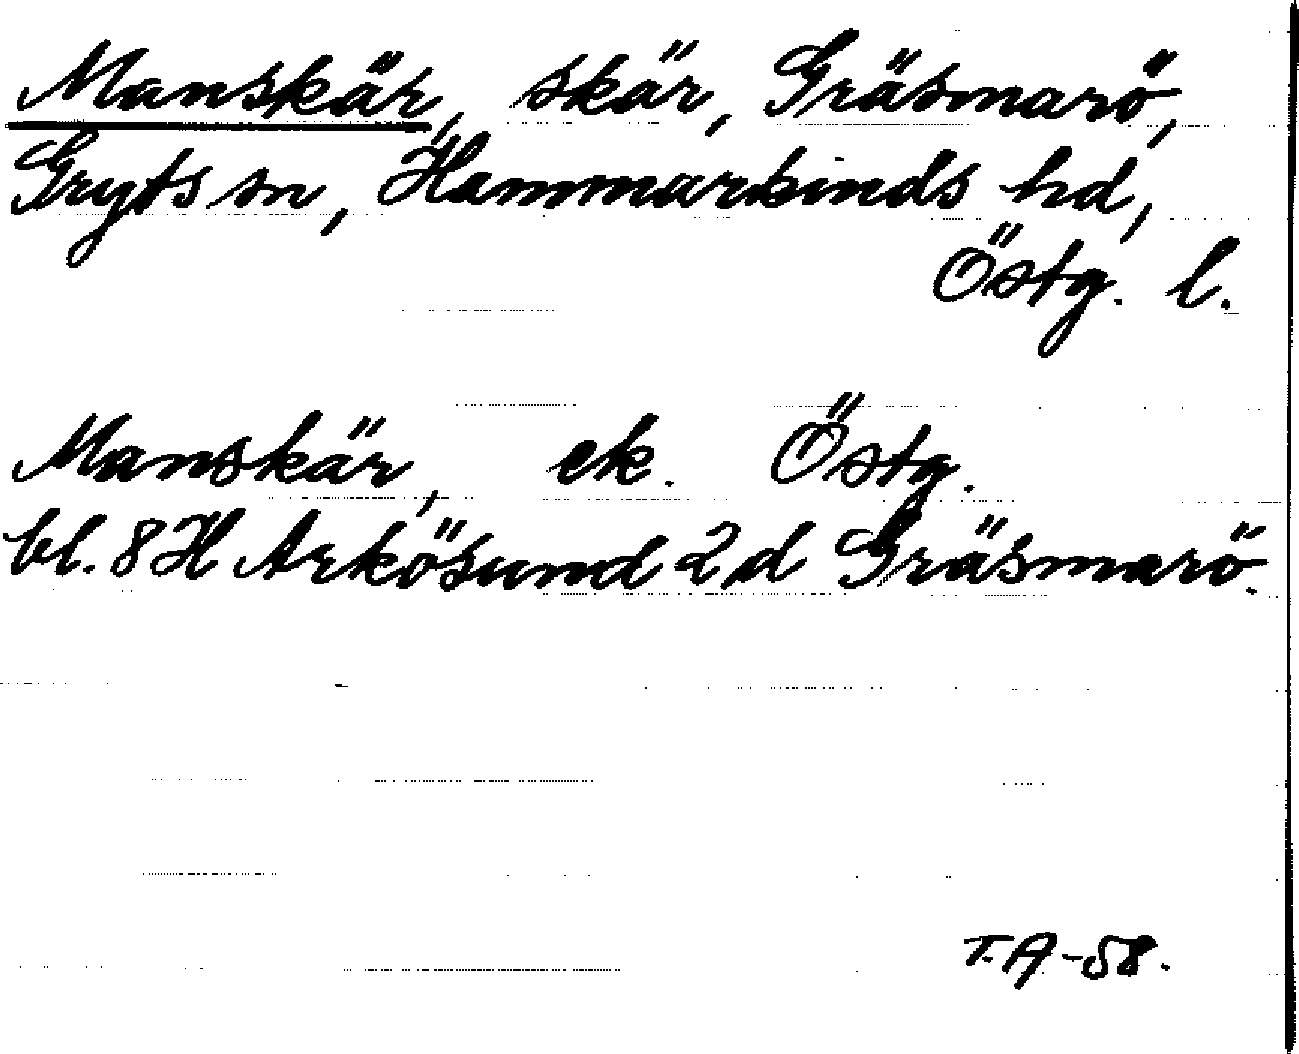 Manskär, skär, Gräsmarö,
Gryts sn, Hammarkinds hd,
Östg. l.
Manskär, ek. Östg.
bl. 8 H Arkösund 2 d Gräsmarö.
T.A-58.